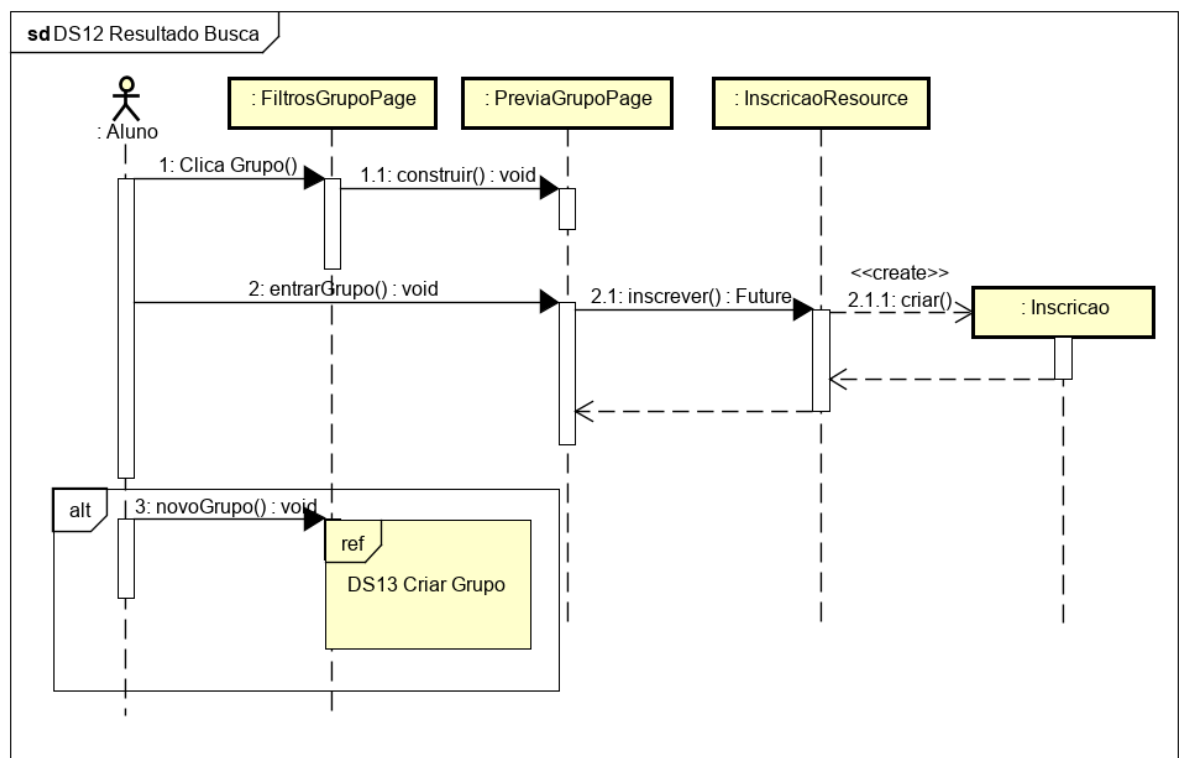 sd DS12 Resultado Busca
: Aluno
: FiltrosGrupoPage
: PreviaGrupoPage
: InscricaoResource
1: Clica Grupo()
1.1: construir() : void
2: entrarGrupo() : void
2.1: inscrever() : Future
<<create>>
2.1.1: criar()
: Inscricao
alt
3: novoGrupo() : void
ref
DS13 Criar Grupo